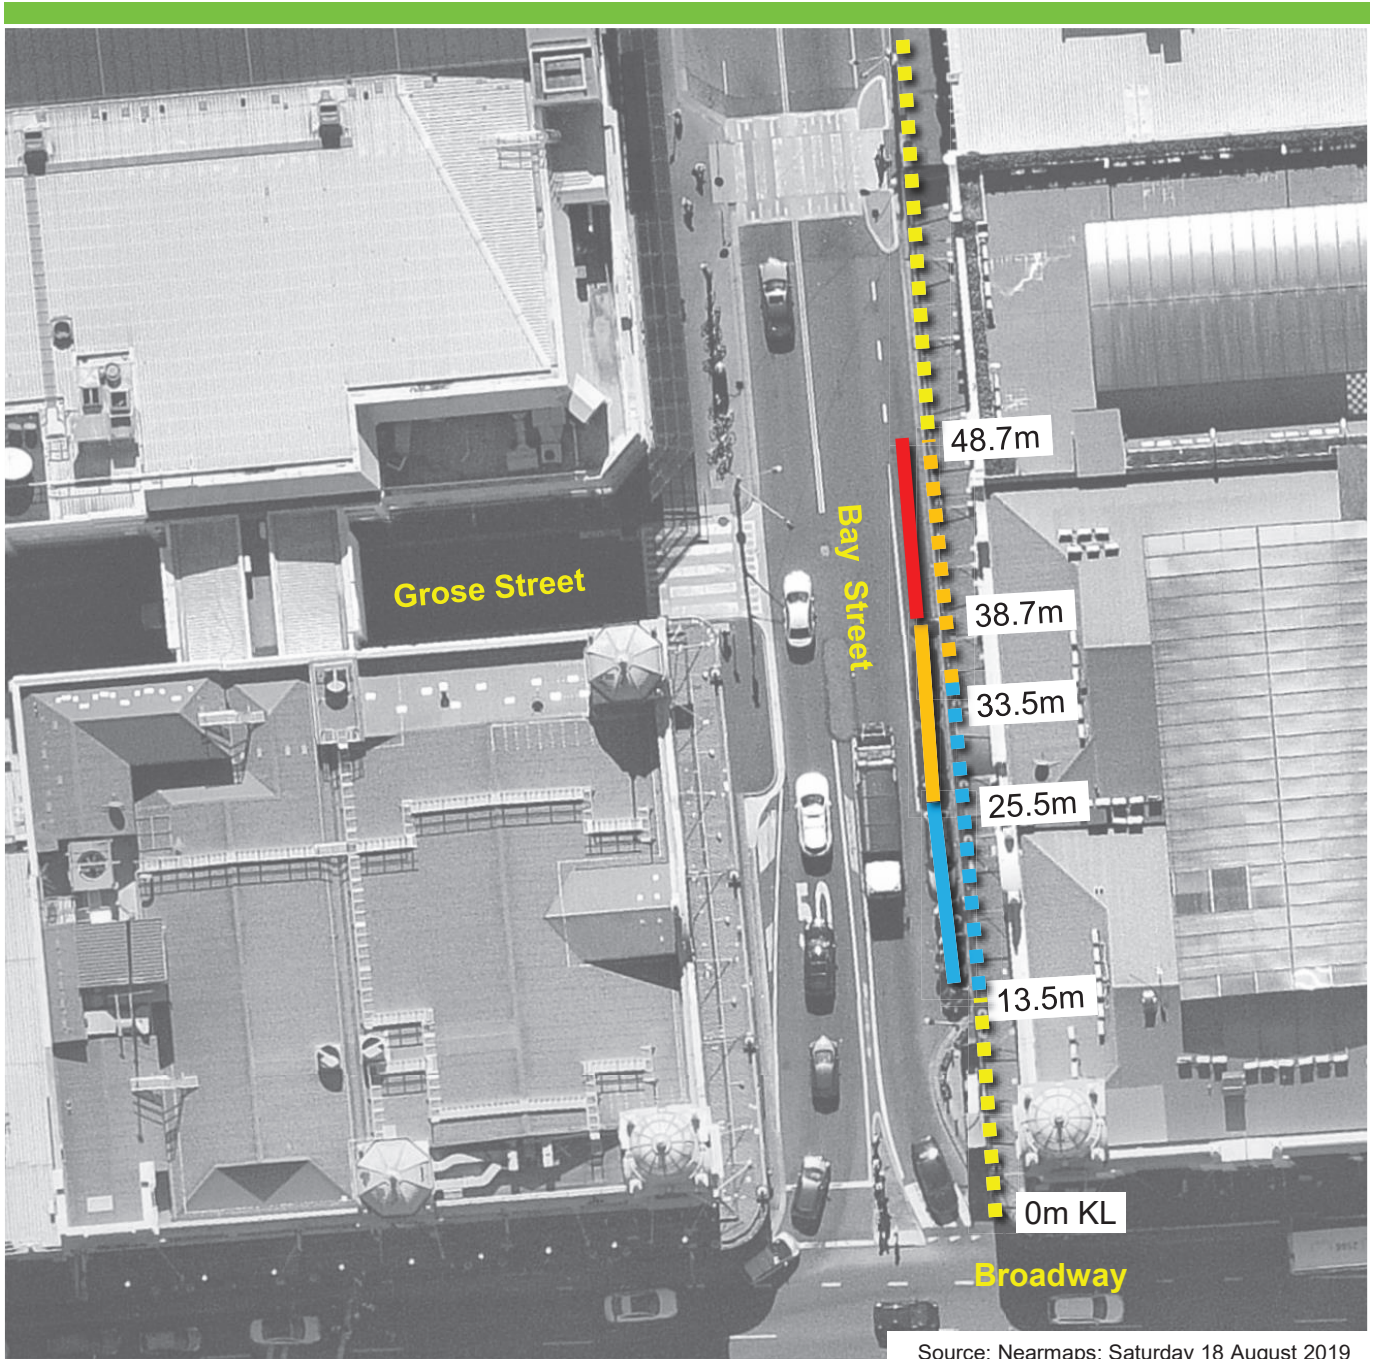 48.7m
Bay Street
Grose Street
38.7m
33.5m
25.5m
13.5m
0m KL
Broadway
Source: Nearmaps: Saturday 18 August 2019